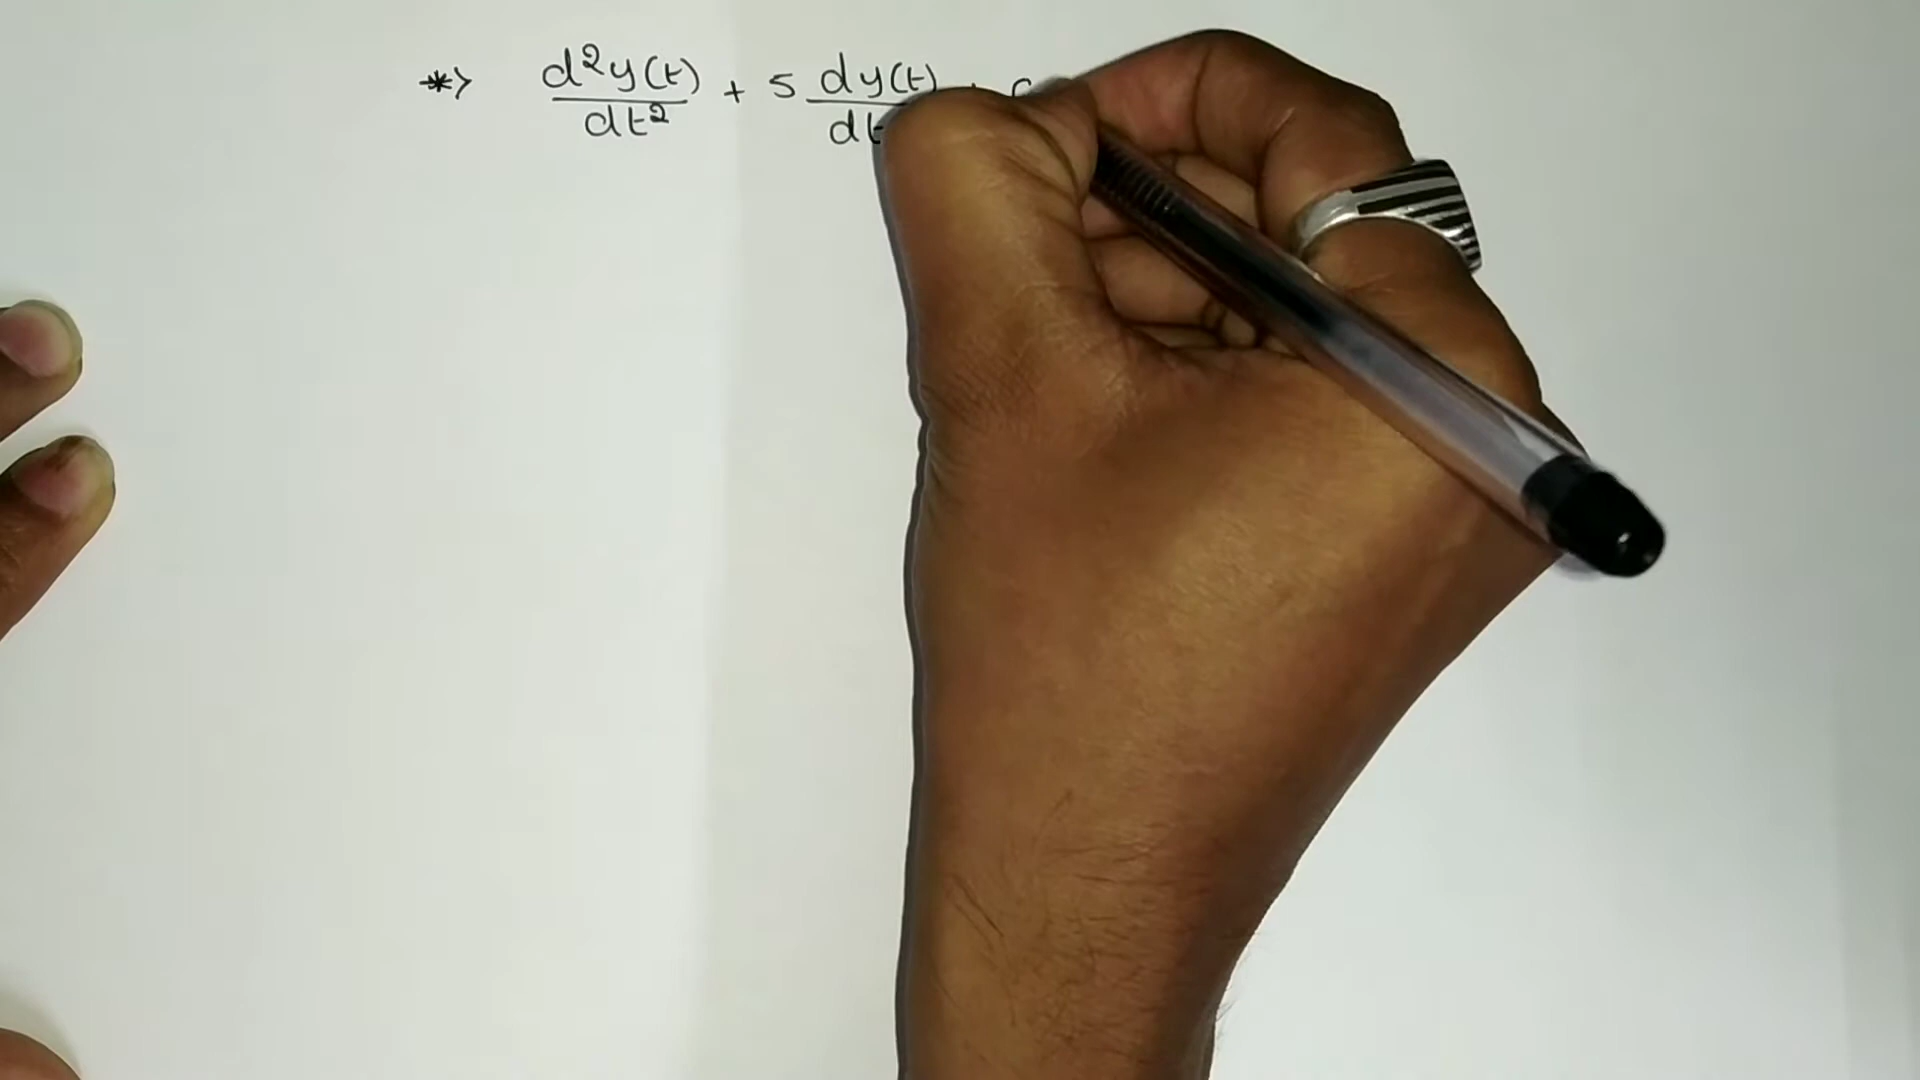 *> d²y(t)/dt² + 5 dy(t)/dt +